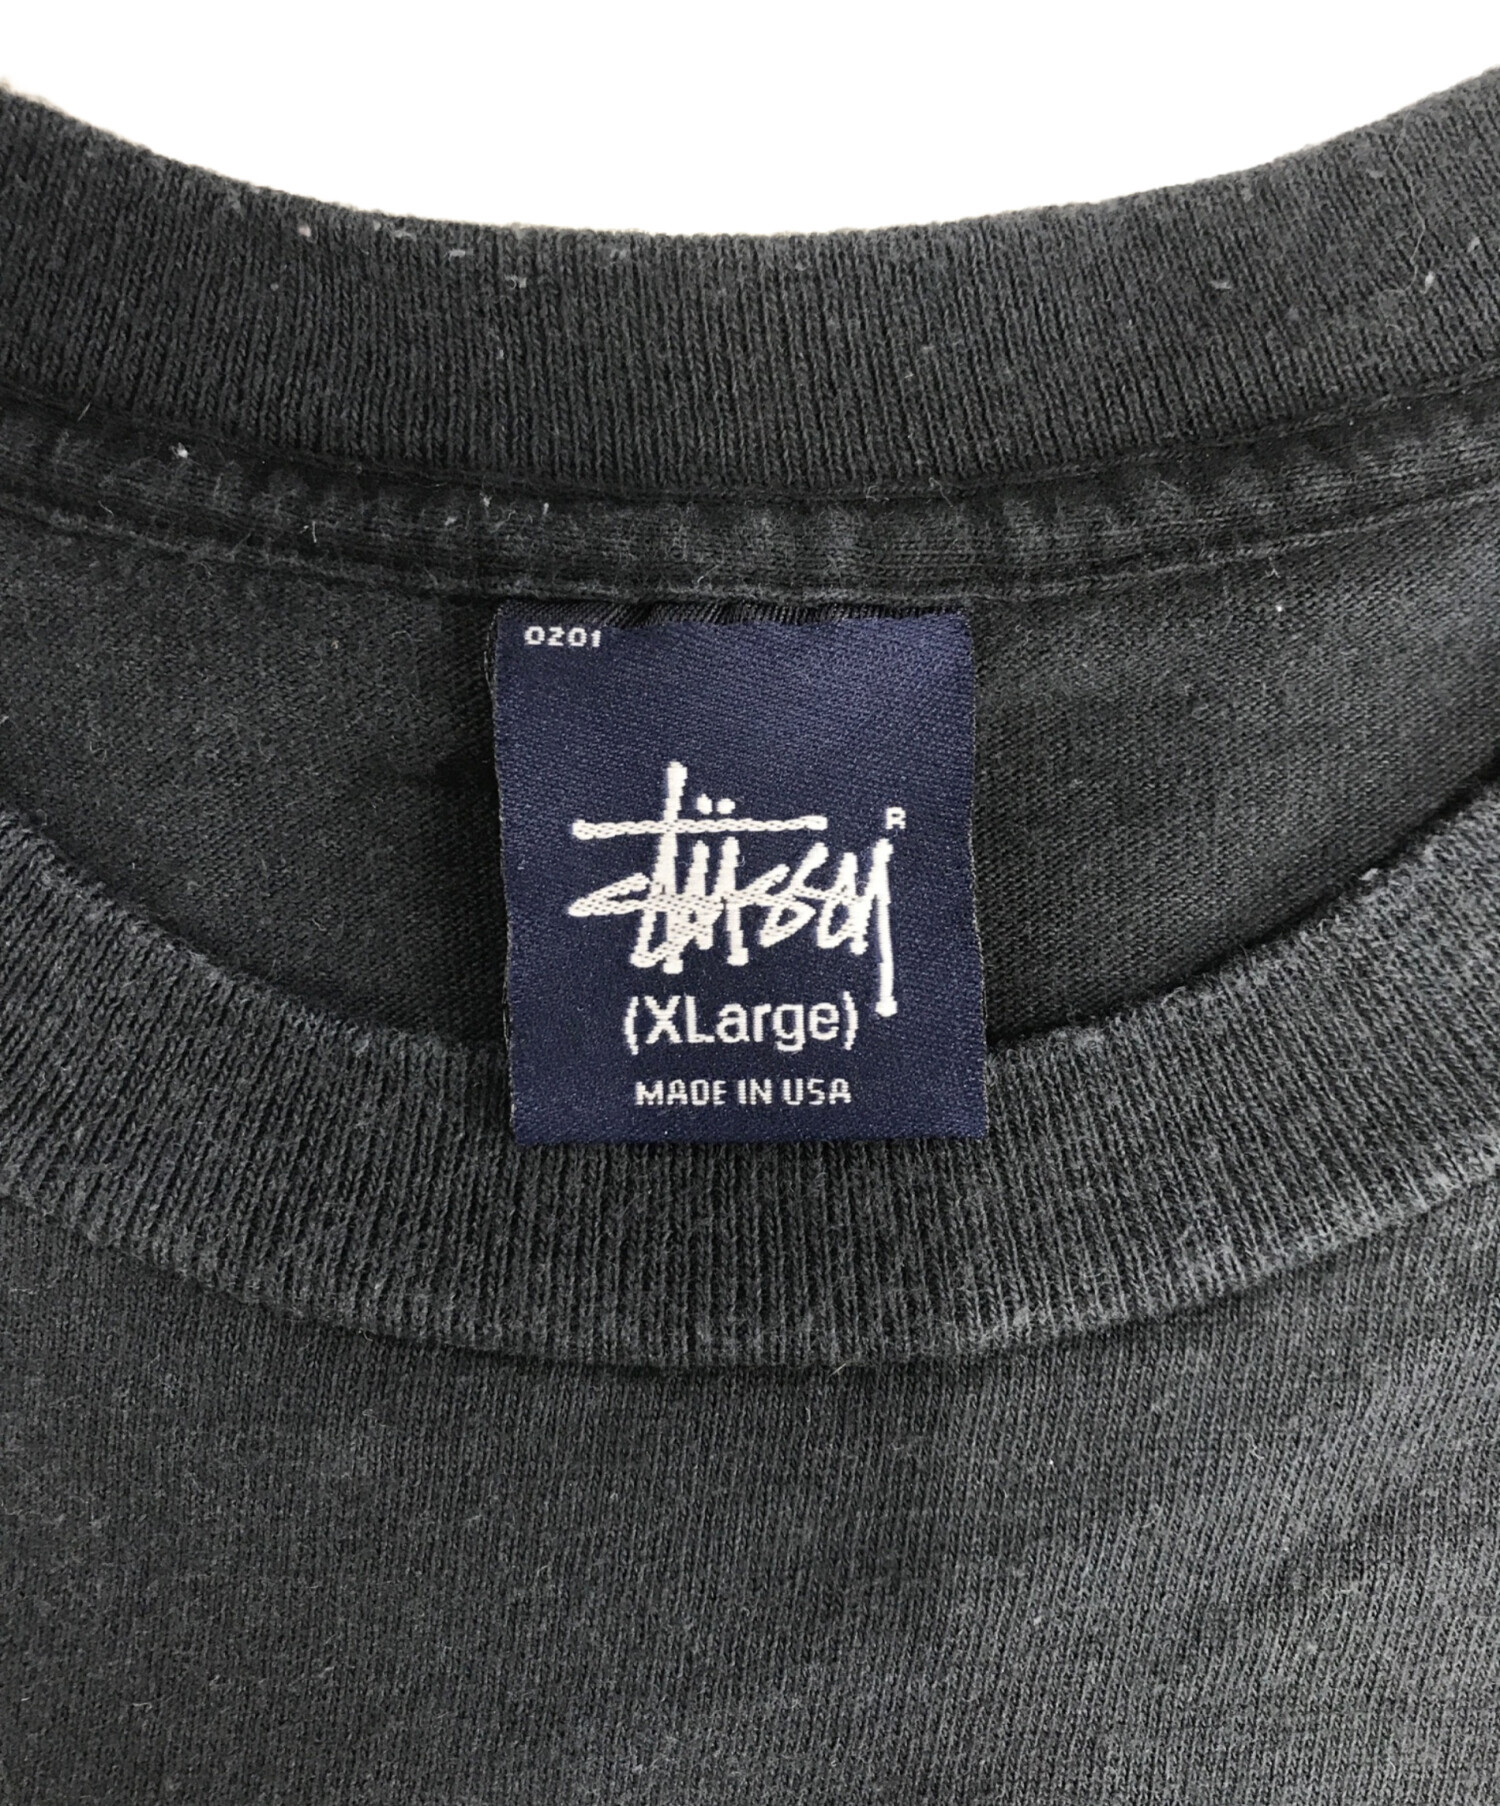 0201
Stüssy R
(XLarge)
MADE IN USA